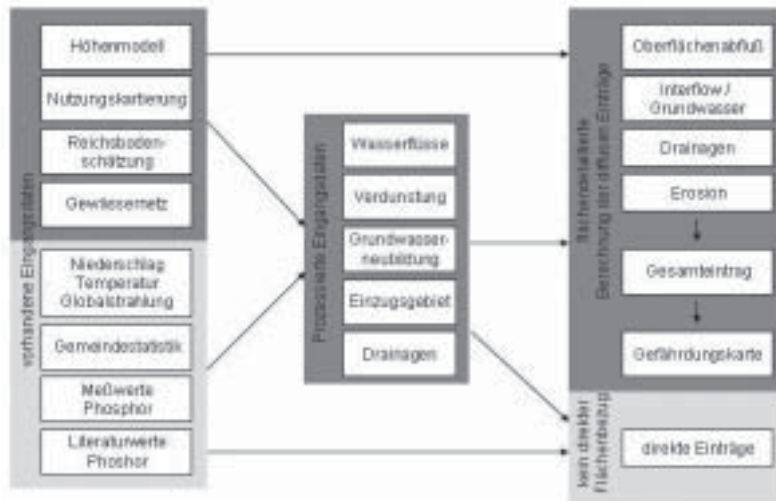 vorhandene Eingangsdaten
Höhenmodell
Nutzungskartierung
Reichsboden-
schätzung
Gewässernetz
Niederschlag
Temperatur
Globalstrahlung
Gemeindestatistik
Meßwerte
Phosphor
Literaturwerte
Phoshor
Prozessierte Eingangsdaten
Wasserflüsse
Verdunstung
Grundwasser-
neubildung
Einzugsgebiet
Drainagen
flächendetaillierte
Berechnung der diffusen Einträge
Oberflächenabfluß
Interflow /
Grundwasser
Drainagen
Erosion
Gesamteintrag
Gefährdungskarte
kein direkter
Flächenbezug
direkte Einträge